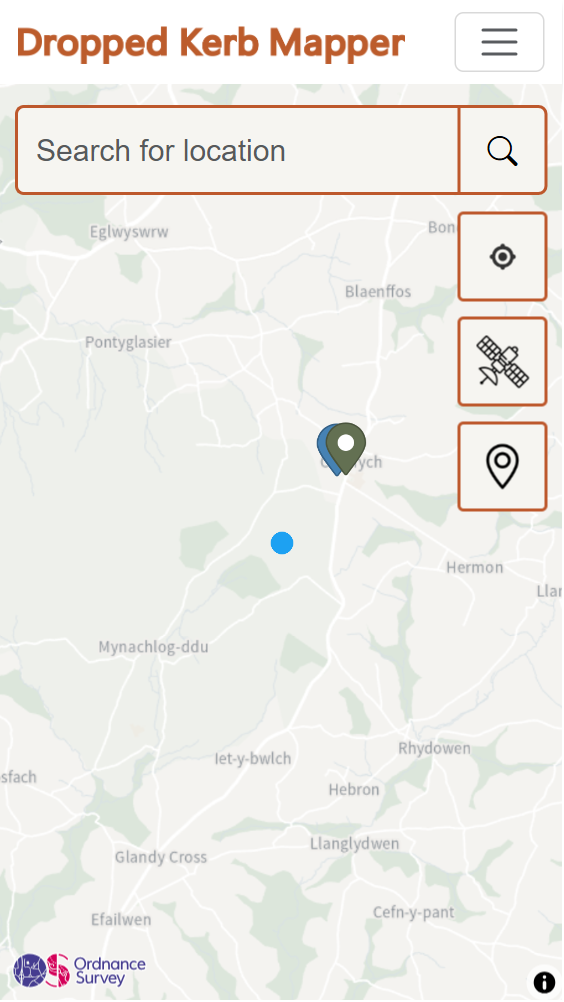 Dropped Kerb Mapper
Search for location
Eglwyswrw
Blaenffos
Pontyglasier
Hermon
Mynachlog-ddu
Rhydowen
Iet-y-bwlch
sfach
Hebron
Llanglydwen
Glandy Cross
Cefn-y-pant
Efailwen
Ordnance
Survey